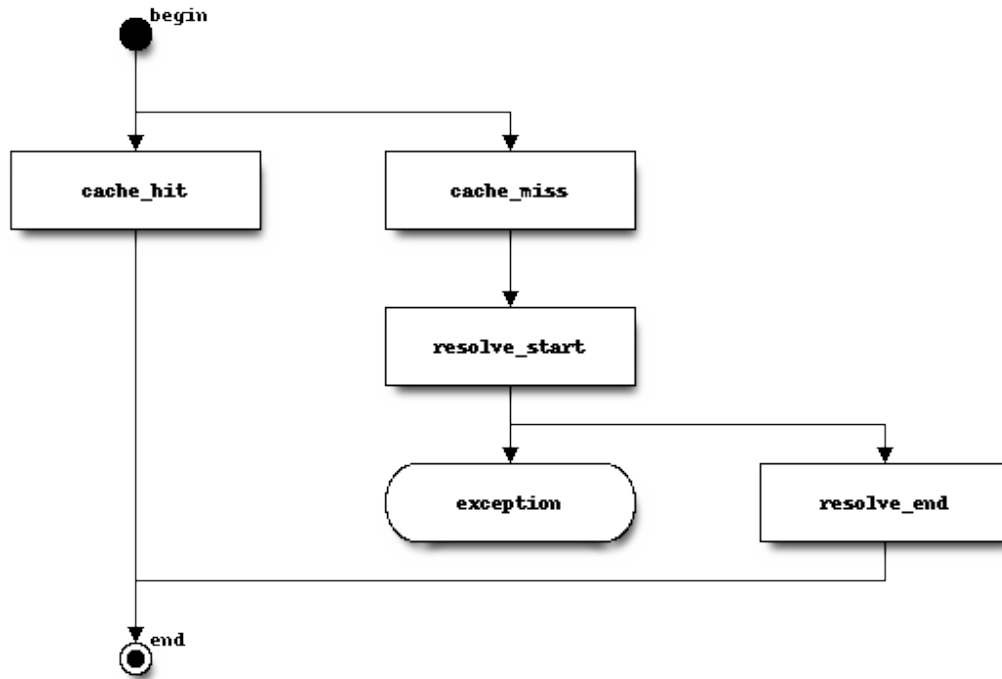 begin
cache_hit
cache_miss
resolve_start
exception
resolve_end
end